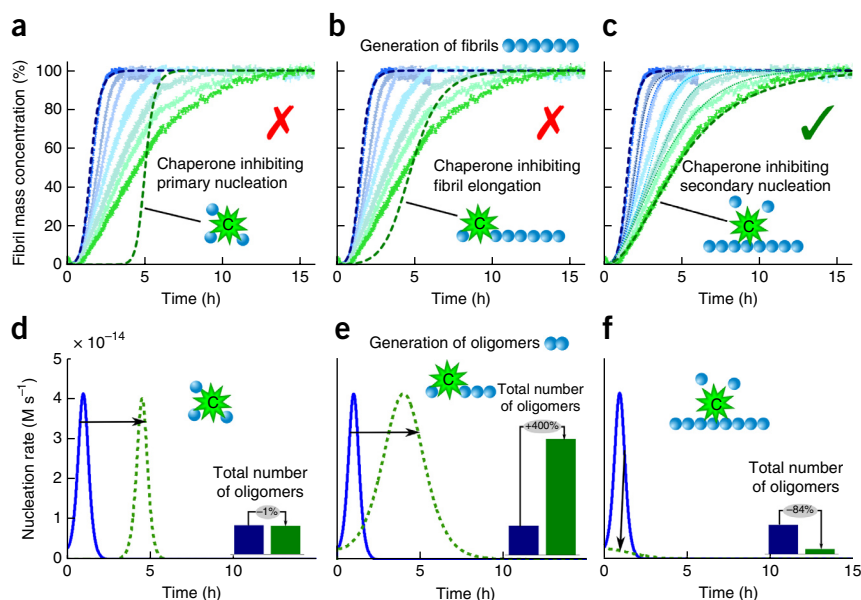 a
b
c
Generation of fibrils
Fibril mass concentration (%)
100
80
60
40
20
0
Chaperone inhibiting
primary nucleation
C
✗
0 5 10 15
Time (h)
Chaperone inhibiting
fibril elongation
C
✗
0 5 10 15
Time (h)
Chaperone inhibiting
secondary nucleation
C
✓
0 5 10 15
Time (h)
d
e
f
× 10⁻¹⁴
Nucleation rate (M s⁻¹)
5
4
3
2
1
0
C
Total number
of oligomers
–1%
0 5 10
Time (h)
Generation of oligomers
C
Total number
of oligomers
+400%
0 5 10
Time (h)
C
Total number
of oligomers
–84%
0 5 10 15
Time (h)